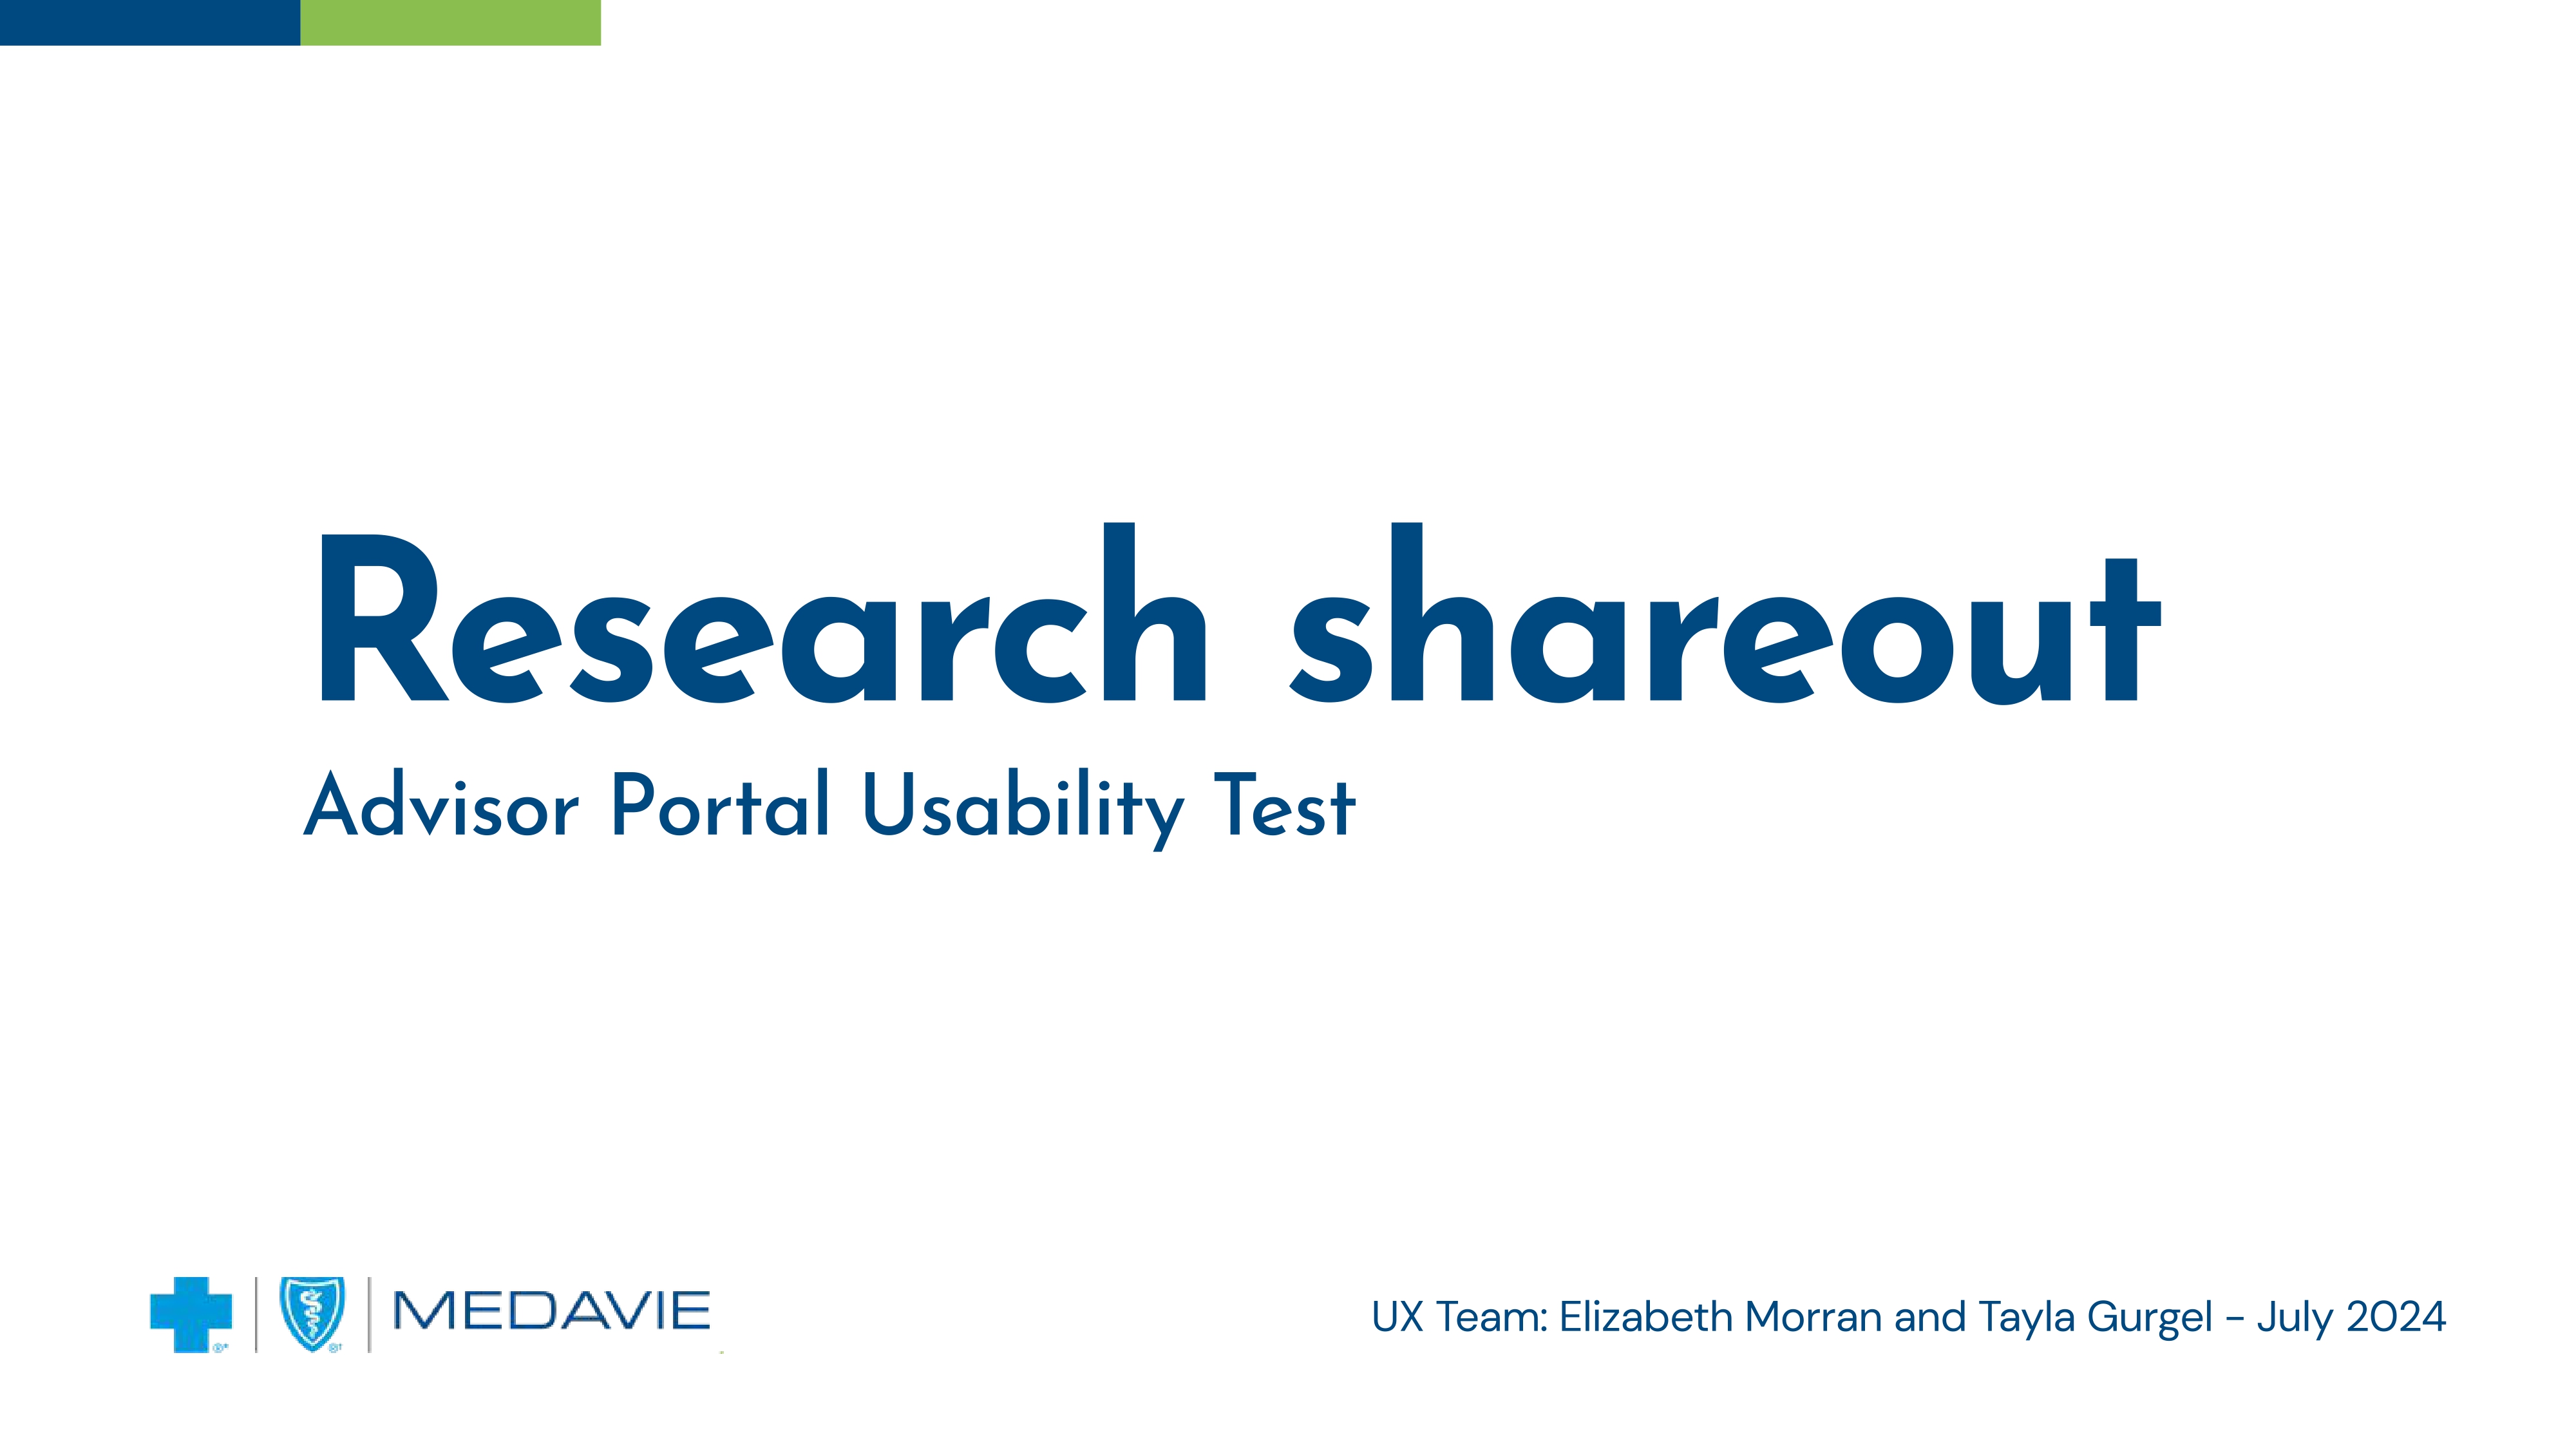 Research shareout
Advisor Portal Usability Test
MEDAVIE
UX Team: Elizabeth Morran and Tayla Gurgel - July 2024